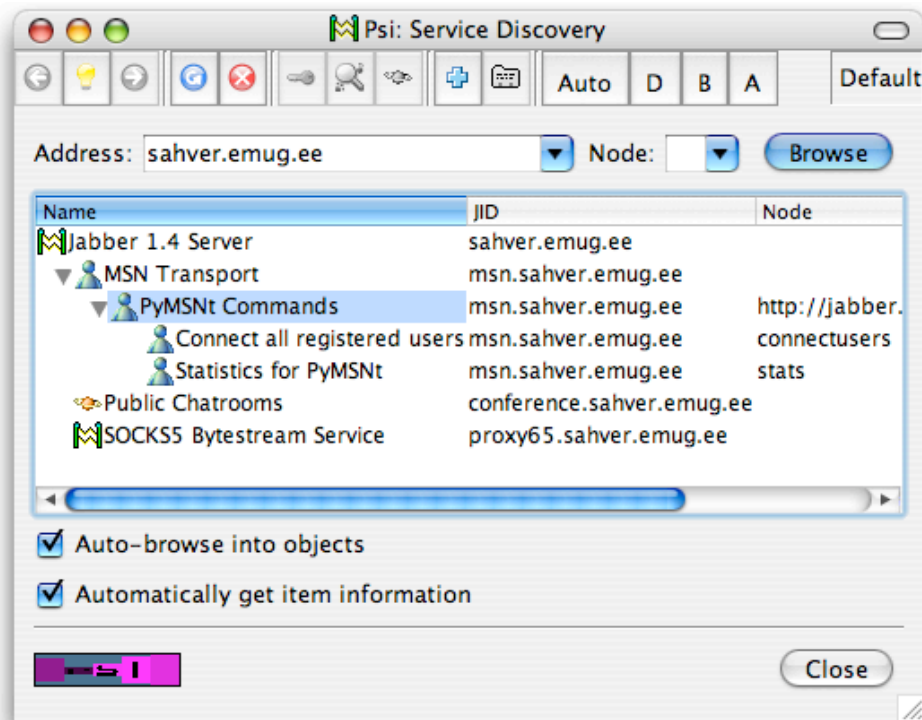 Psi: Service Discovery
Auto D B A Default
Address: sahver.emug.ee Node: Browse
Name JID Node
Jabber 1.4 Server sahver.emug.ee
MSN Transport msn.sahver.emug.ee
PyMSNt Commands msn.sahver.emug.ee http://jabber.
Connect all registered users msn.sahver.emug.ee connectusers
Statistics for PyMSNt msn.sahver.emug.ee stats
Public Chatrooms conference.sahver.emug.ee
SOCKS5 Bytestream Service proxy65.sahver.emug.ee
Auto-browse into objects
Automatically get item information
Close